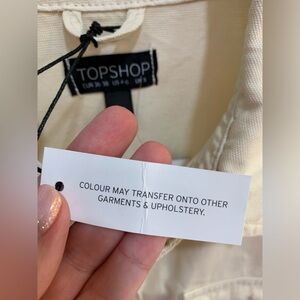 TOPSHOP
COLOUR MAY TRANSFER ONTO OTHER
GARMENTS & UPHOLSTERY.